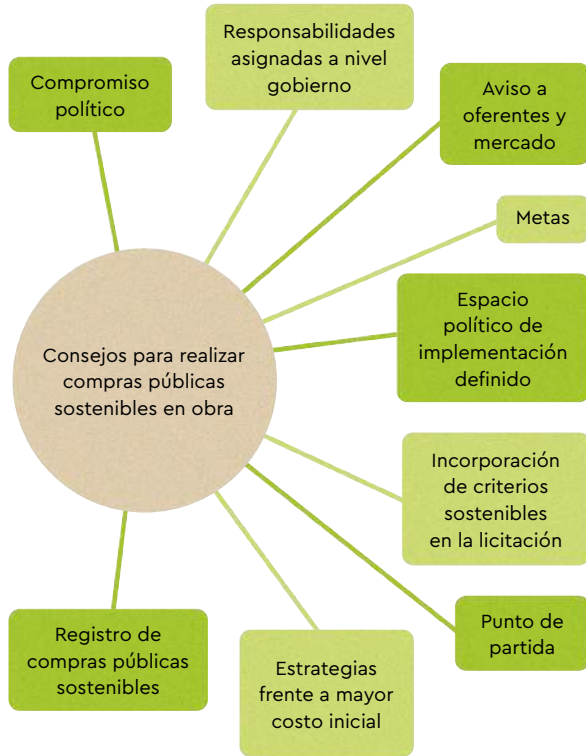 Compromiso
político
Responsabilidades
asignadas a nivel
gobierno
Aviso a
oferentes y
mercado
Metas
Espacio
político de
implementación
definido
Consejos para realizar
compras públicas
sostenibles en obra
Incorporación
de criterios
sostenibles
en la licitación
Punto de
partida
Estrategias
frente a mayor
costo inicial
Registro de
compras públicas
sostenibles